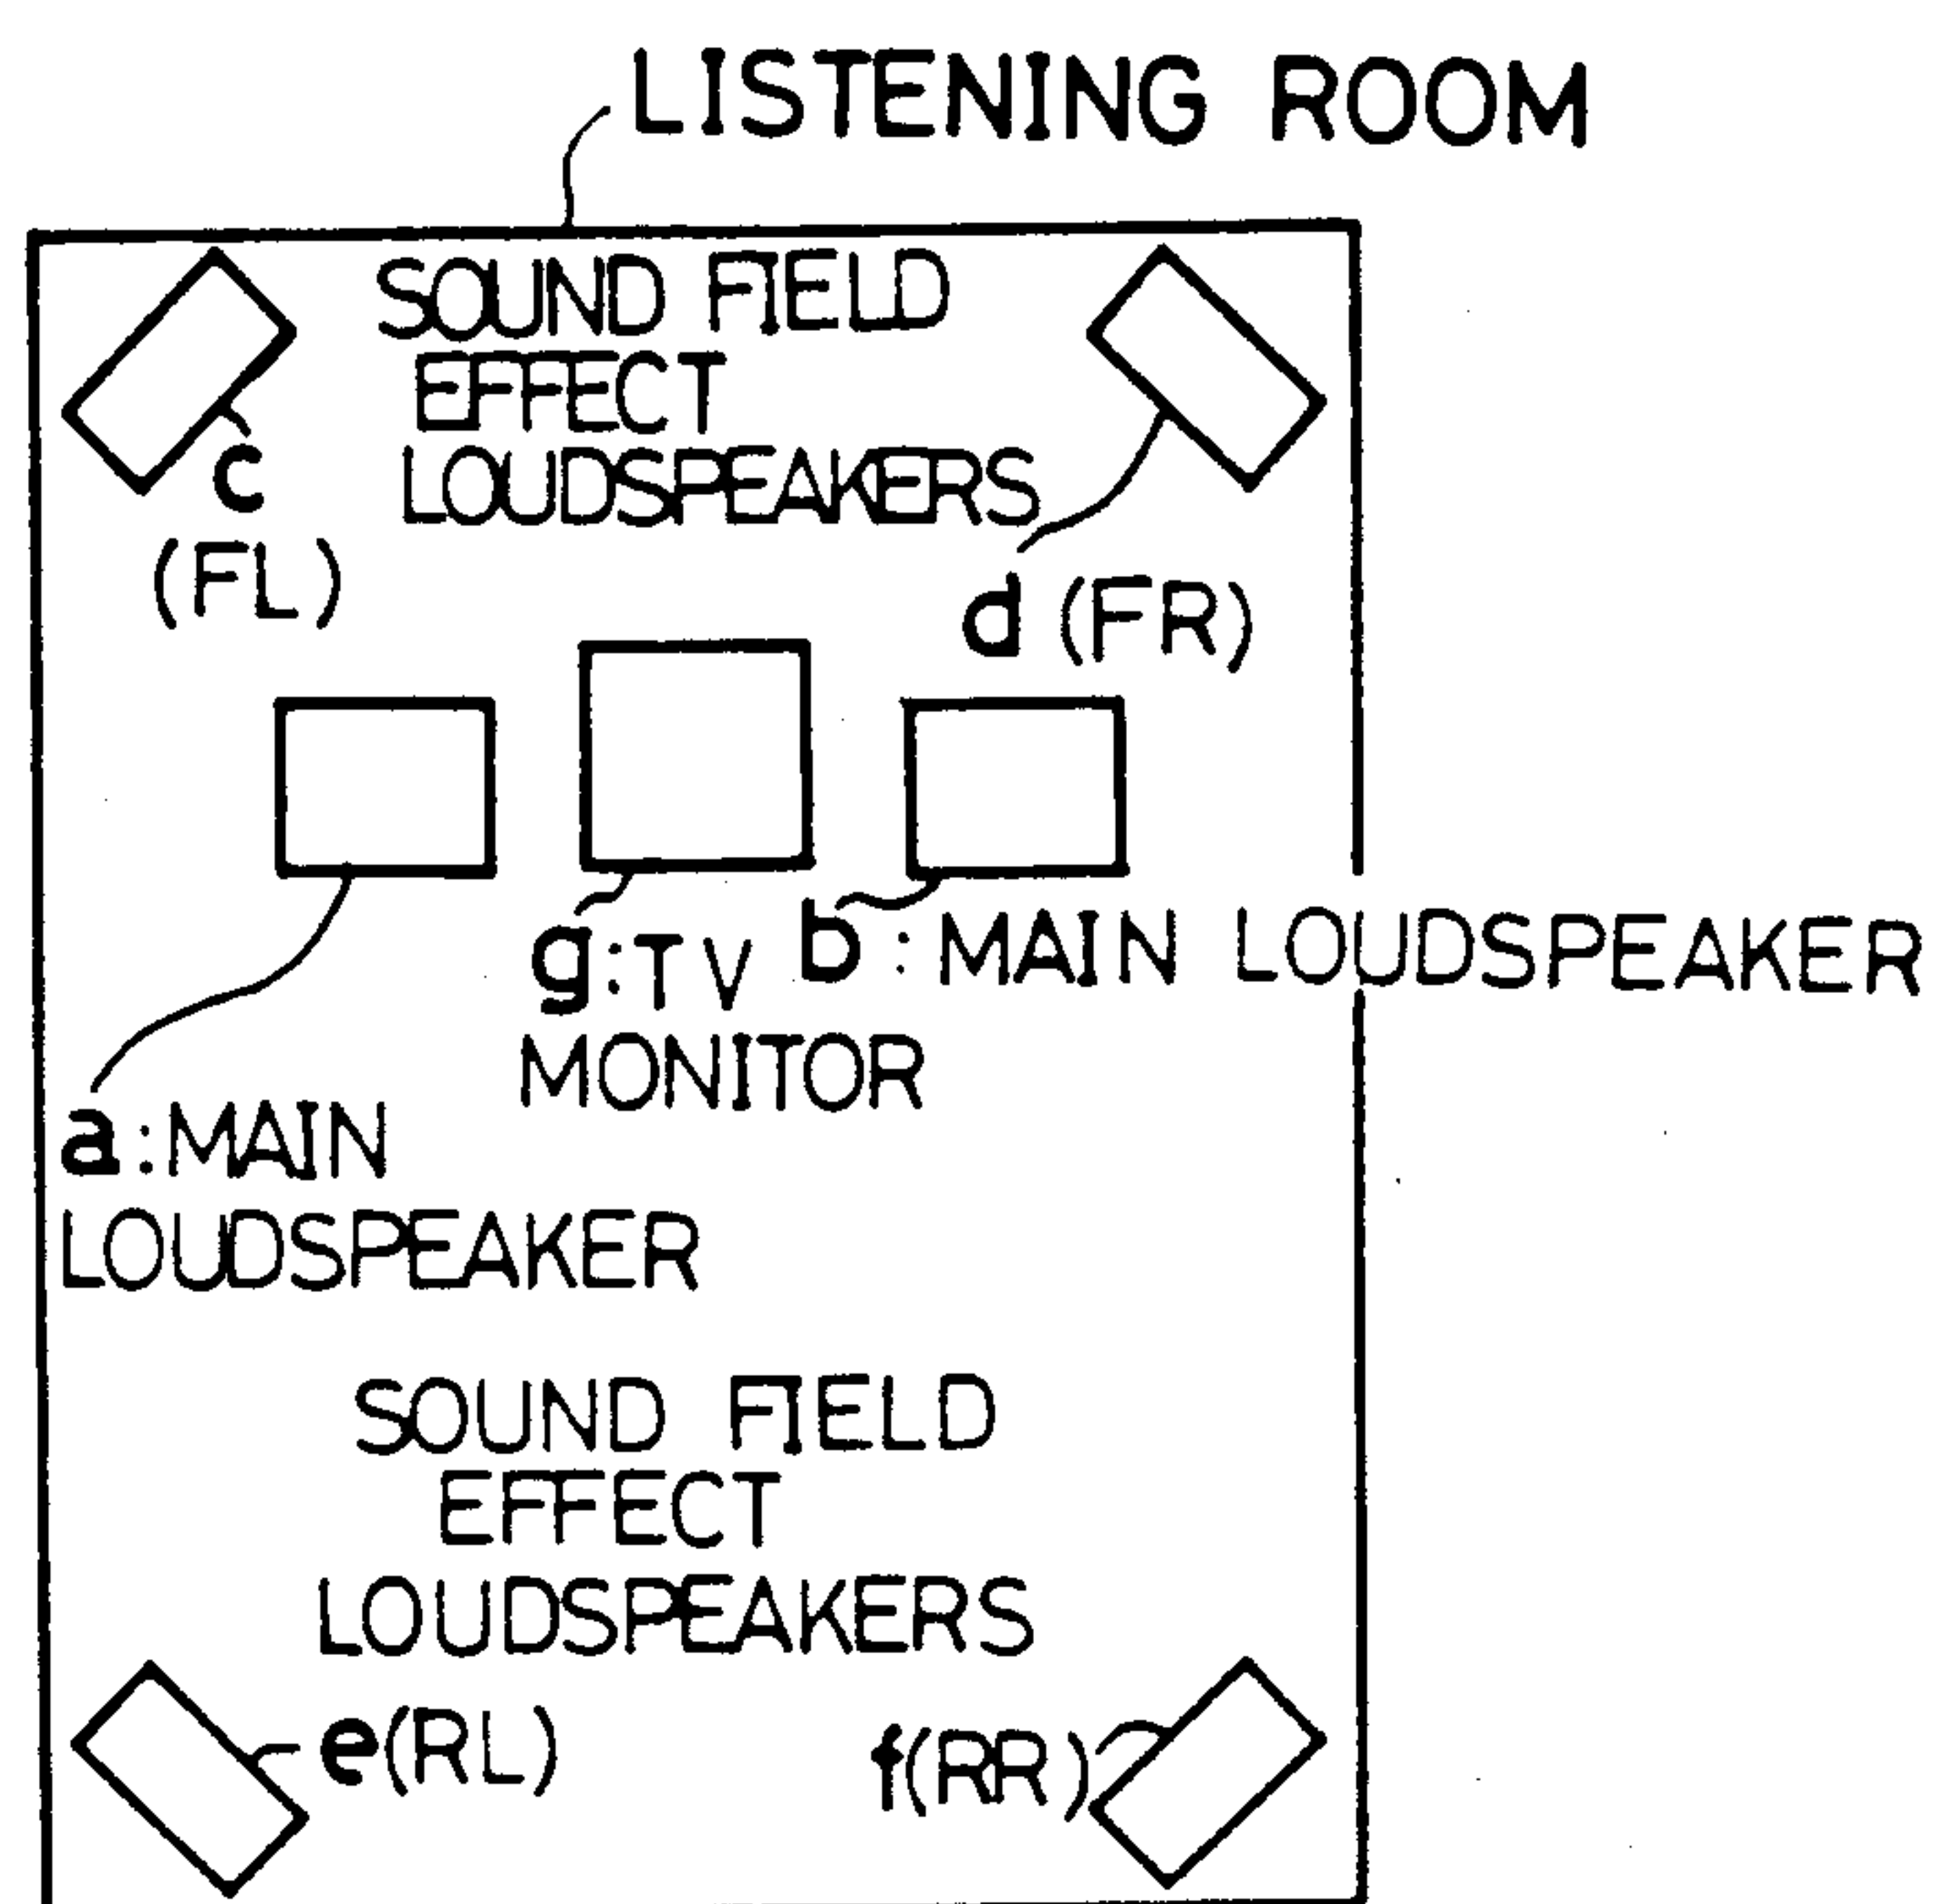 LISTENING ROOM
SOUND FIELD
EFFECT
LOUDSPEAKERS
c
(FL)
d (FR)
g:TV
MONITOR
b:MAIN LOUDSPEAKER
a:MAIN
LOUDSPEAKER
SOUND FIELD
EFFECT
LOUDSPEAKERS
e(RL)
f(RR)